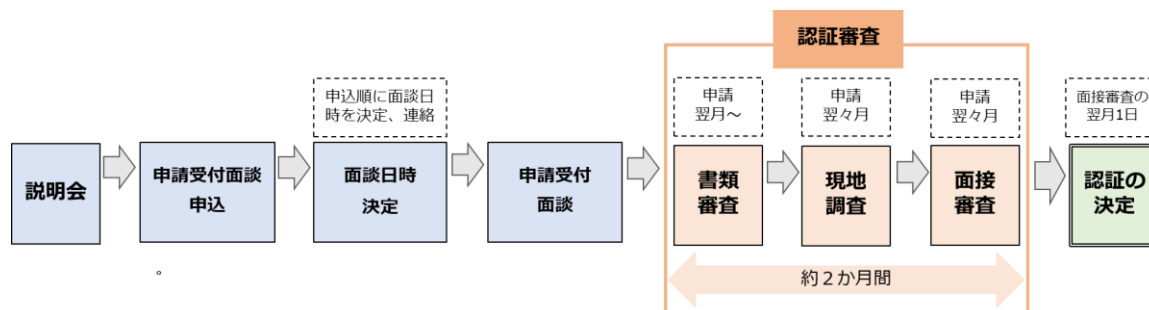 認証審査
申込順に面談日
時を決定、連絡
申請
翌月～
申請
翌々月
申請
翌々月
面接審査の
翌月1日
説明会
申請受付面談
申込
面談日時
決定
申請受付
面談
書類
審査
現地
調査
面接
審査
認証の
決定
。
約２か月間